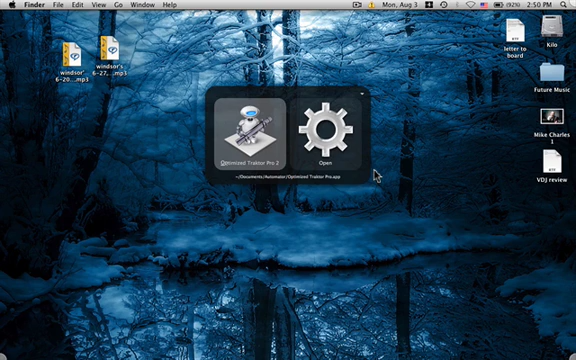 Finder File Edit View Go Window Help Mon, Aug 3 (92%) 2:50 PM
windsor'
6-20... .mp3
windsor's
6-27,... .mp3
letter to
board
Kilo
Future Music
Mike Charles
1
VDJ review
Optimized Traktor Pro 2
Open
~/Documents/Automator/Optimized Traktor Pro.app